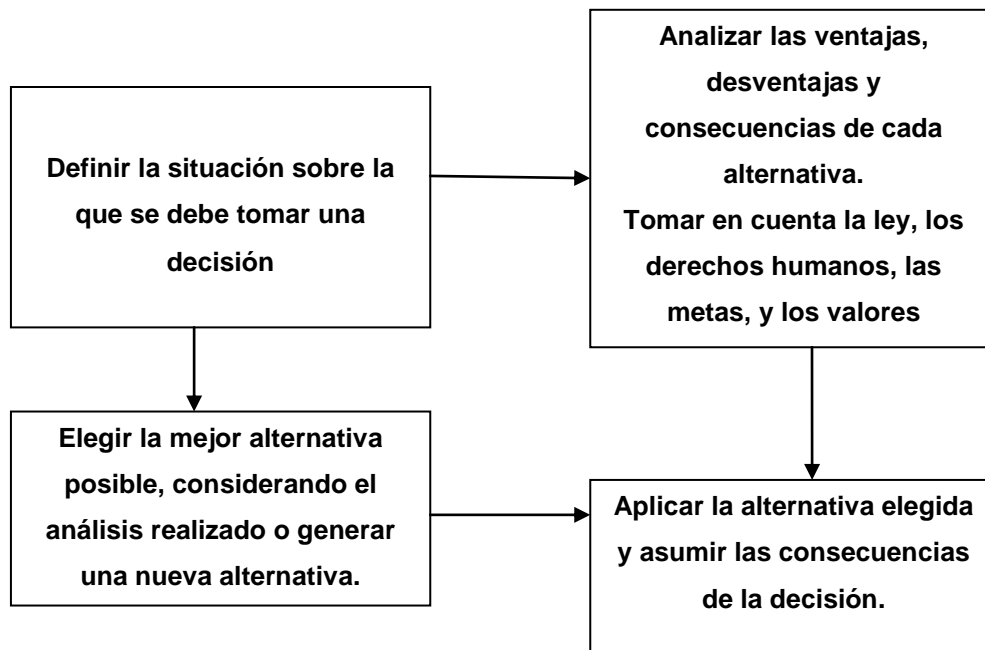 Definir la situación sobre la
que se debe tomar una
decisión
Analizar las ventajas,
desventajas y
consecuencias de cada
alternativa.
Tomar en cuenta la ley, los
derechos humanos, las
metas, y los valores
Elegir la mejor alternativa
posible, considerando el
análisis realizado o generar
una nueva alternativa.
Aplicar la alternativa elegida
y asumir las consecuencias
de la decisión.